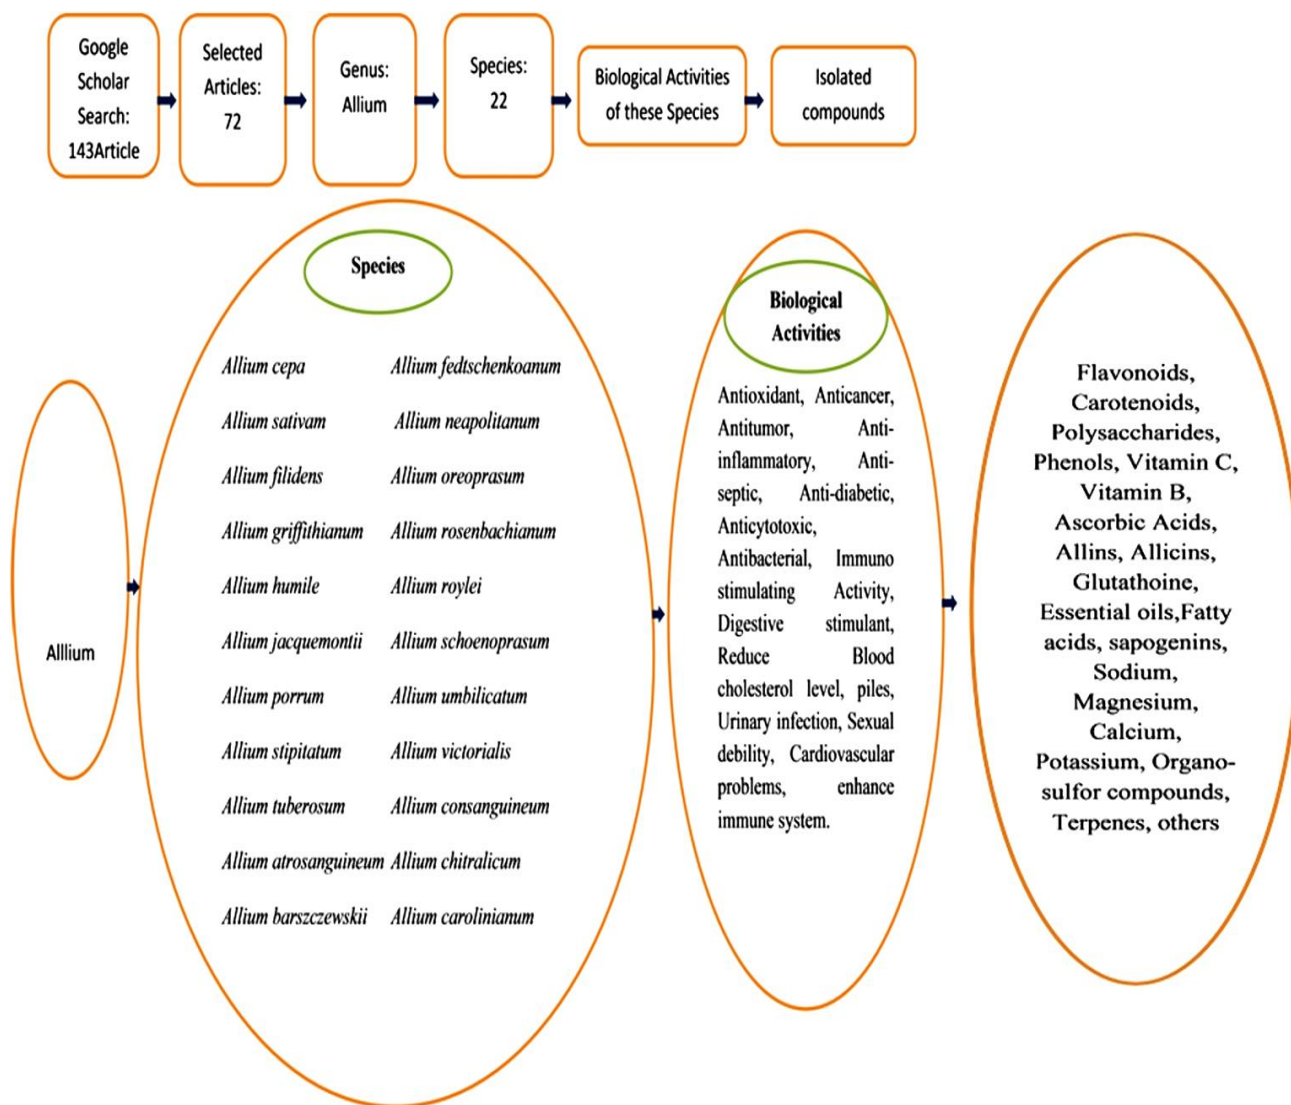 Google
Scholar
Search:
143Article
Selected
Articles:
72
Genus:
Allium
Species:
22
Biological Activities
of these Species
Isolated
compounds
Alllium
Species
Allium cepa
Allium sativam
Allium filidens
Allium griffithianum
Allium humile
Allium jacquemontii
Allium porrum
Allium stipitatum
Allium tuberosum
Allium atrosanguineum
Allium barszczewskii
Allium fedtschenkoanum
Allium neapolitanum
Allium oreoprasum
Allium rosenbachianum
Allium roylei
Allium schoenoprasum
Allium umbilicatum
Allium victorialis
Allium consanguineum
Allium chitralicum
Allium carolinianum
Biological
Activities
Antioxidant, Anticancer,
Antitumor, Anti-
inflammatory, Anti-
septic, Anti-diabetic,
Anticytotoxic,
Antibacterial, Immuno
stimulating Activity,
Digestive stimulant,
Reduce Blood
cholesterol level, piles,
Urinary infection, Sexual
debility, Cardiovascular
problems, enhance
immune system.
Flavonoids,
Carotenoids,
Polysaccharides,
Phenols, Vitamin C,
Vitamin B,
Ascorbic Acids,
Allins, Allicins,
Glutathoine,
Essential oils,Fatty
acids, sapogenins,
Sodium,
Magnesium,
Calcium,
Potassium, Organo-
sulfor compounds,
Terpenes, others